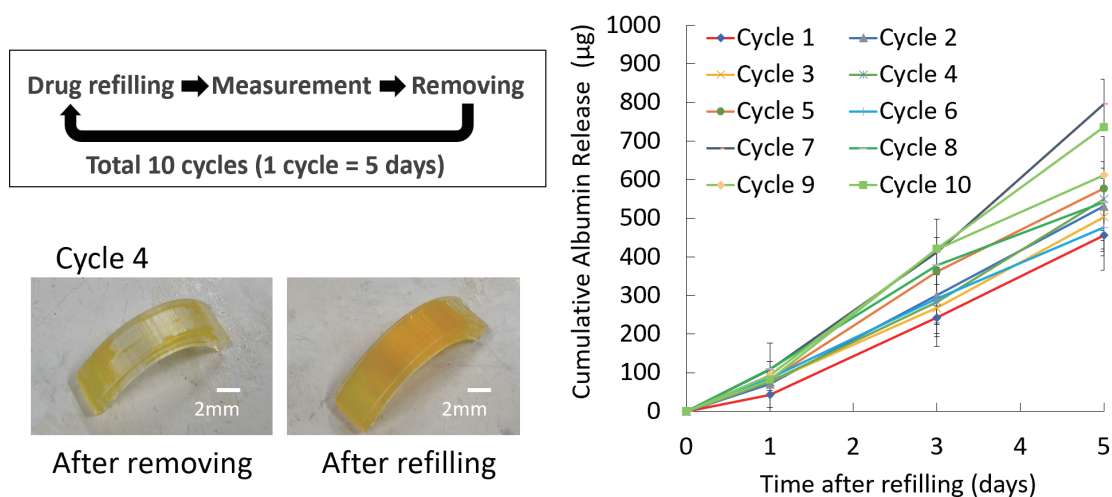 Drug refilling → Measurement → Removing
Total 10 cycles (1 cycle = 5 days)
Cycle 4
2mm
2mm
After removing
After refilling
Cumulative Albumin Release (µg)
1000
900
800
700
600
500
400
300
200
100
0
Cycle 1
Cycle 2
Cycle 3
Cycle 4
Cycle 5
Cycle 6
Cycle 7
Cycle 8
Cycle 9
Cycle 10
0 1 2 3 4 5
Time after refilling (days)